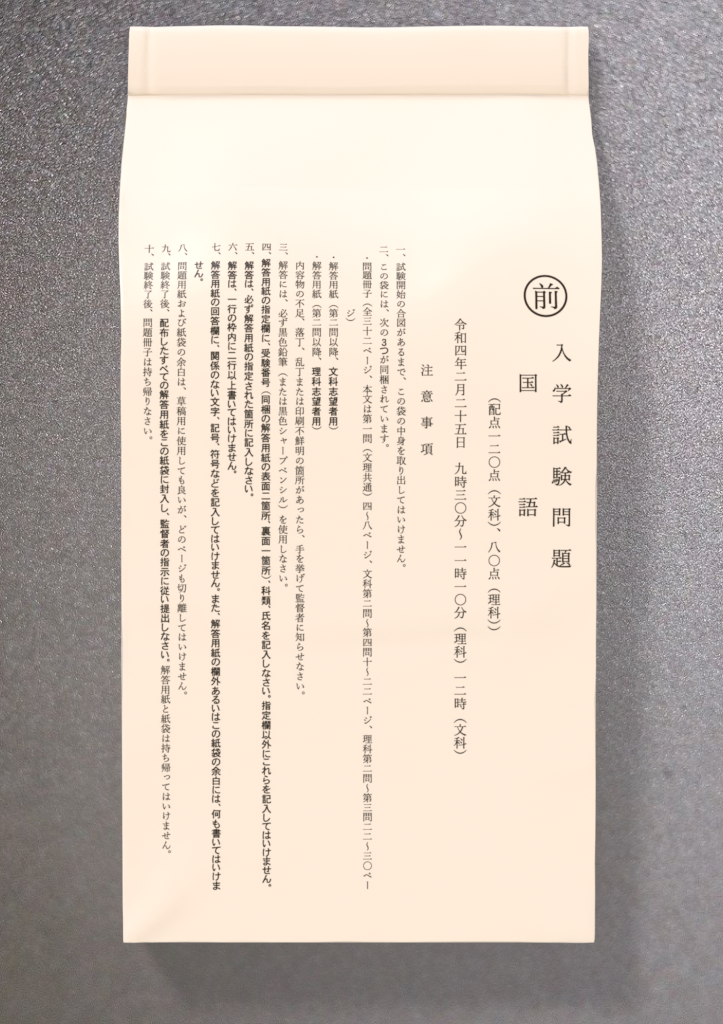 前
入学試験問題
国語
（配点一二〇点（文科）、八〇点（理科））
令和四年二月二十五日　九時三〇分〜一一時一〇分（理科）一二時（文科）
注意事項
一、試験開始の合図があるまで、この袋の中身を取り出してはいけません。
二、この袋には、次の3つが同梱されています。
・問題冊子（全三十二ページ、本文は第一問（文理共通）四〜八ページ、文科第二問〜第四問十〜二二ページ、理科第二問〜第三問二二〜三〇ペー
ジ）
・解答用紙（第二問以降、文科志望者用）
・解答用紙（第二問以降、理科志望者用）
内容物の不足、落丁、乱丁または印刷不鮮明の箇所があったら、手を挙げて監督者に知らせなさい。
三、解答には、必ず黒色鉛筆（または黒色シャープペンシル）を使用しなさい。
四、解答用紙の指定欄に、受験番号（同梱の解答用紙の表面二箇所、裏面一箇所）、科類、氏名を記入しなさい。指定欄以外にこれらを記入してはいけません。
五、解答は、必ず解答用紙の指定された箇所に記入しなさい。
六、解答は、一行の枠内に二行以上書いてはいけません。
七、解答用紙の回答欄に、関係のない文字、記号、符号などを記入してはいけません。また、解答用紙の欄外あるいはこの紙袋の余白には、何も書いてはいけま
せん。
八、問題用紙および紙袋の余白は、草稿用に使用しても良いが、どのページも切り離してはいけません。
九、試験終了後、配布したすべての解答用紙をこの紙袋に封入し、監督者の指示に従い提出しなさい。解答用紙と紙袋は持ち帰ってはいけません。
十、試験終了後、問題冊子は持ち帰りなさい。